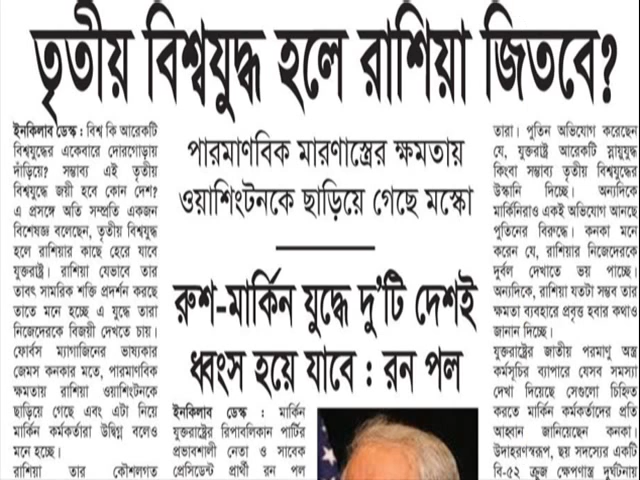 তৃতীয় বিশ্বযুদ্ধ হলে রাশিয়া জিতবে?
ইনকিলাব ডেস্ক : বিশ্ব কি আরেকটি
বিশ্বযুদ্ধের একেবারে দোরগোড়ায়
দাঁড়িয়ে? সম্ভাব্য এই তৃতীয়
বিশ্বযুদ্ধে জয়ী হবে কোন দেশ?
এ প্রসঙ্গে অতি সম্প্রতি একজন
বিশেষজ্ঞ বলেছেন, তৃতীয় বিশ্বযুদ্ধ
হলে রাশিয়ার কাছে হেরে যাবে
যুক্তরাষ্ট্র। রাশিয়া যেভাবে তার
তাবৎ সামরিক শক্তি প্রদর্শন করছে
তাতে মনে হচ্ছে এ যুদ্ধে তারা
নিজেদেরকে বিজয়ী দেখতে চায়।
ফোর্বস ম্যাগাজিনের ভাষ্যকার
জেমস কনকার মতে, পারমাণবিক
ক্ষমতায় রাশিয়া ওয়াশিংটনকে
ছাড়িয়ে গেছে এবং এটা নিয়ে
মার্কিন কর্মকর্তারা উদ্বিগ্ন বলেও
মনে হচ্ছে।
রাশিয়া তার কৌশলগত
পারমাণবিক মারণাস্ত্রের ক্ষমতায়
ওয়াশিংটনকে ছাড়িয়ে গেছে মস্কো
রুশ-মার্কিন যুদ্ধে দু'টি দেশই
ধ্বংস হয়ে যাবে : রন পল
ইনকিলাব ডেস্ক : মার্কিন
যুক্তরাষ্ট্রের রিপাবলিকান পার্টির
প্রভাবশালী নেতা ও সাবেক
প্রেসিডেন্ট প্রার্থী রন পল
তারা। পুতিন অভিযোগ করেছেন
যে, যুক্তরাষ্ট্র আরেকটি স্নায়ুযুদ্ধ
কিংবা সম্ভাব্য তৃতীয় বিশ্বযুদ্ধের
উস্কানি দিচ্ছে। অন্যদিকে
মার্কিনিরাও একই অভিযোগ আনছে
পুতিনের বিরুদ্ধে। কনকা মনে
করেন যে, রাশিয়ার নিজেদেরকে
দুর্বল দেখাতে ভয় পাচ্ছে।
অন্যদিকে, রাশিয়া যতটা সম্ভব তার
ক্ষমতা ব্যবহারে প্রবৃত্ত হবার কথাও
জানান দিচ্ছে।
যুক্তরাষ্ট্রের জাতীয় পরমাণু অস্ত্র
কর্মসূচির ব্যাপারে যেসব সমস্যা
দেখা দিয়েছে সেগুলো চিহ্নিত
করতে মার্কিন কর্মকর্তাদের প্রতি
আহ্বান জানিয়েছেন কনকা।
উদাহরণস্বরূপ, ছয় সদস্যের একটি
বি-৫২ ক্রুজ ক্ষেপণাস্ত্র দুর্ঘটনায়